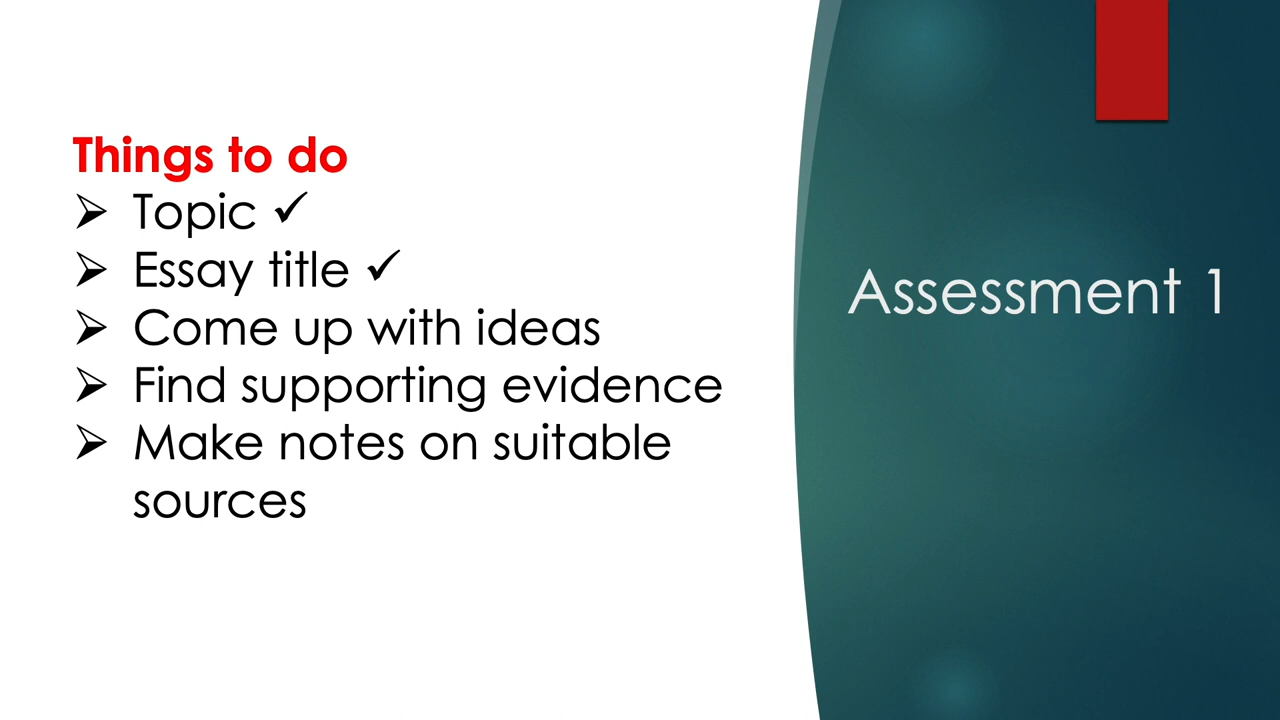 Things to do
➢ Topic ✓
➢ Essay title ✓
➢ Come up with ideas
➢ Find supporting evidence
➢ Make notes on suitable
sources
Assessment 1